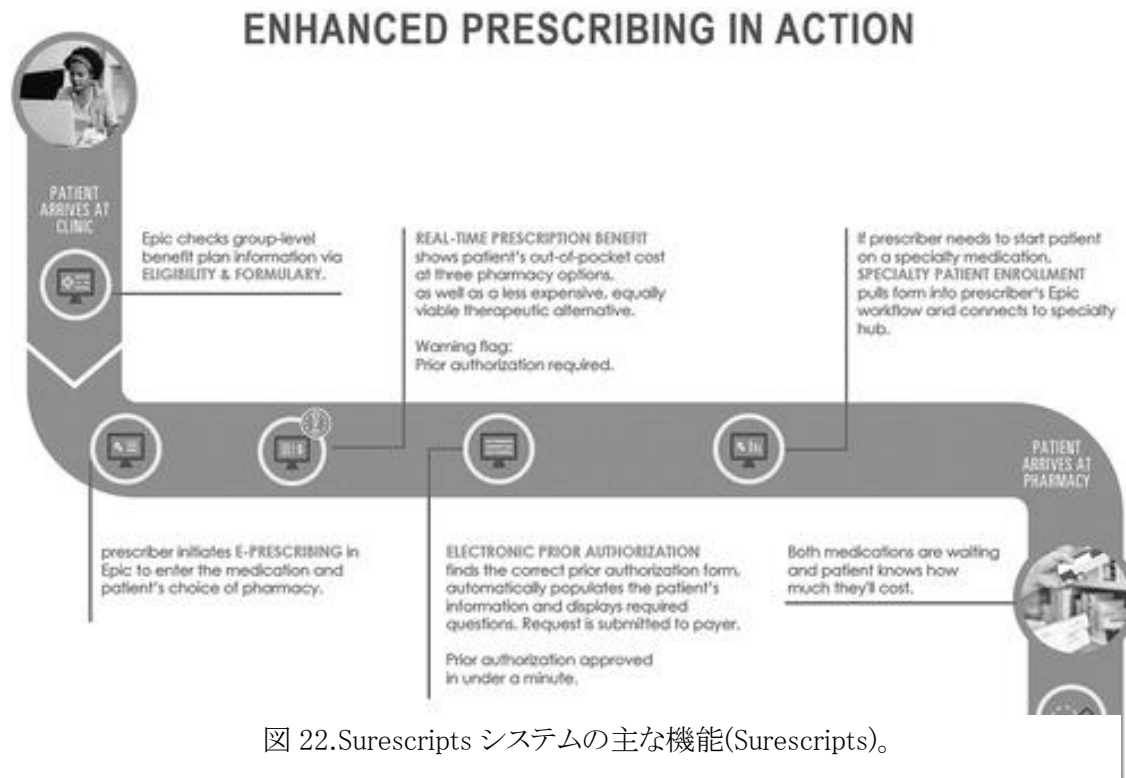 ENHANCED PRESCRIBING IN ACTION
PATIENT
ARRIVES AT
CLINIC
Epic checks group-level
benefit plan information via
ELIGIBILITY & FORMULARY.
prescriber initiates E-PRESCRIBING in
Epic to enter the medication and
patient's choice of pharmacy.
REAL-TIME PRESCRIPTION BENEFIT
shows patient's out-of-pocket cost
at three pharmacy options,
as well as a less expensive, equally
viable therapeutic alternative.
Warning flag:
Prior authorization required.
ELECTRONIC PRIOR AUTHORIZATION
finds the correct prior authorization form,
automatically populates the patient's
information and displays required
questions. Request is submitted to payer.
Prior authorization approved
in under a minute.
If prescriber needs to start patient
on a specialty medication,
SPECIALTY PATIENT ENROLLMENT
pulls form into prescriber's Epic
workflow and connects to specialty
hub.
PATIENT
ARRIVES AT
PHARMACY
Both medications are waiting
and patient knows how
much they'll cost.
図 22.Surescripts システムの主な機能(Surescripts)。